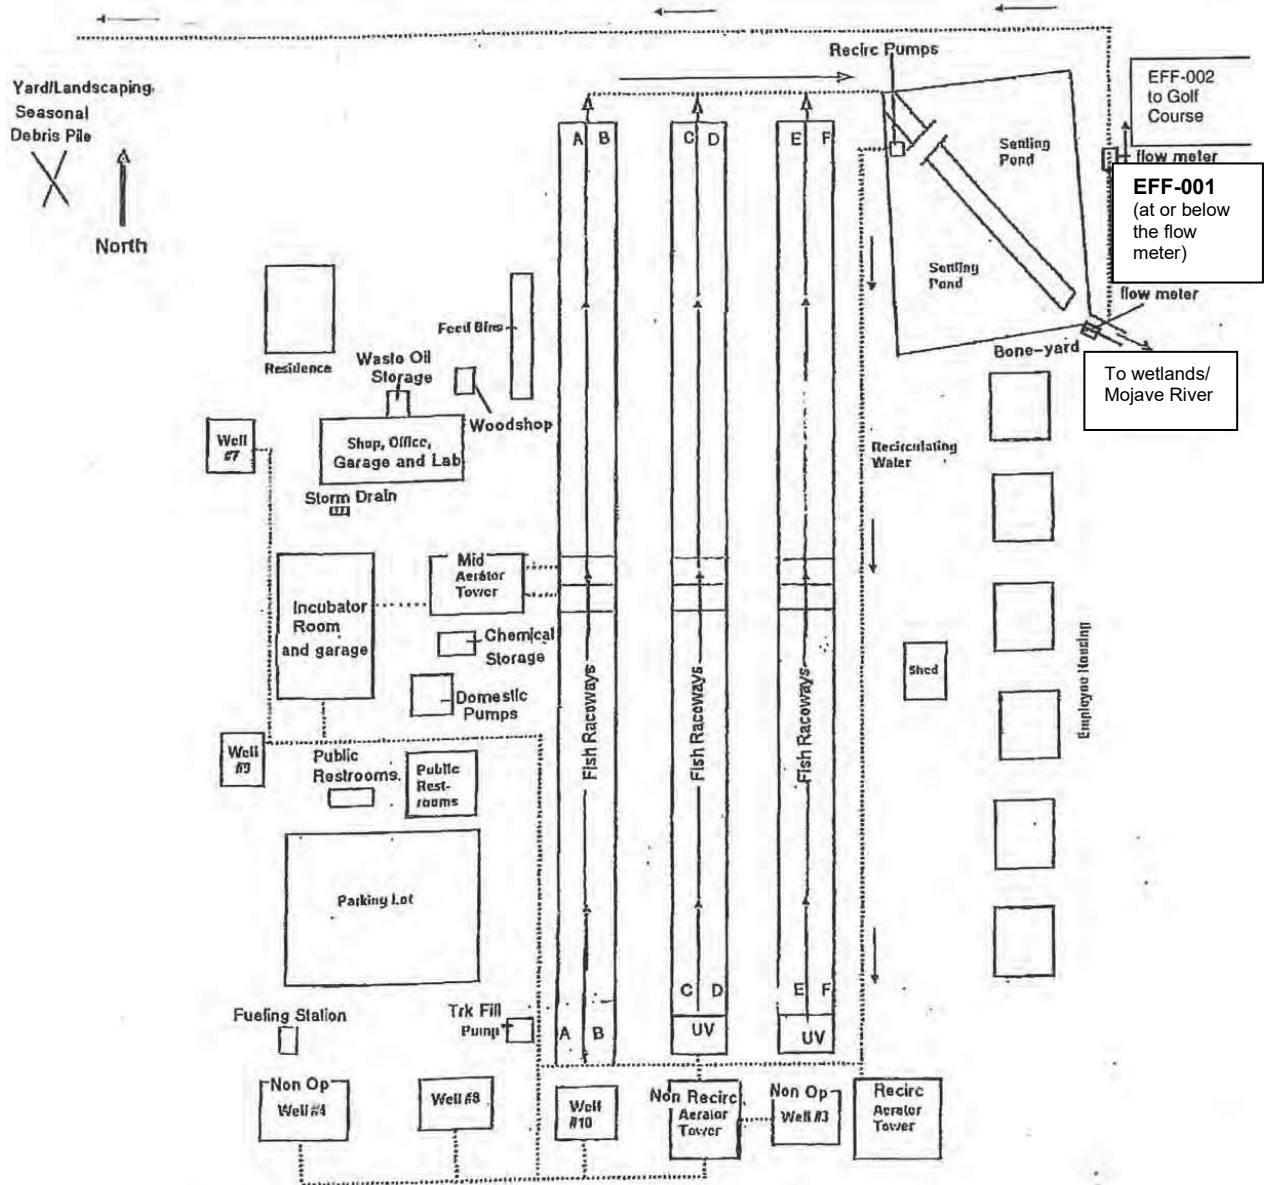 Recirc Pumps
EFF-002
to Golf
Course
Yard/Landscaping
Seasonal
Debris Pile
North
A B
C D
E F
Settling
Pond
flow meter
EFF-001
(at or below
the flow
meter)
Settling
Pond
flow meter
Feed Bins
Residence
Waste Oil
Storage
Woodshop
Bone-yard
To wetlands/
Mojave River
Well
#7
Shop, Office,
Garage and Lab
Storm Drain
Recirculating
Water
Mid
Aerator
Tower
Incubator
Room
and garage
Chemical
Storage
Domestic
Pumps
Fish Raceways
Fish Raceways
Fish Raceways
Shed
Employee Housing
Well
Public
Restrooms
Public
Rest-
rooms
Parking Lot
C D
E F
Fueling Station
Trk Fill
Pump
A B
UV
UV
Non Op
Well #4
Well #8
Well
#10
Non Recirc
Aerator
Tower
Non Op
Well #3
Recirc
Aerator
Tower